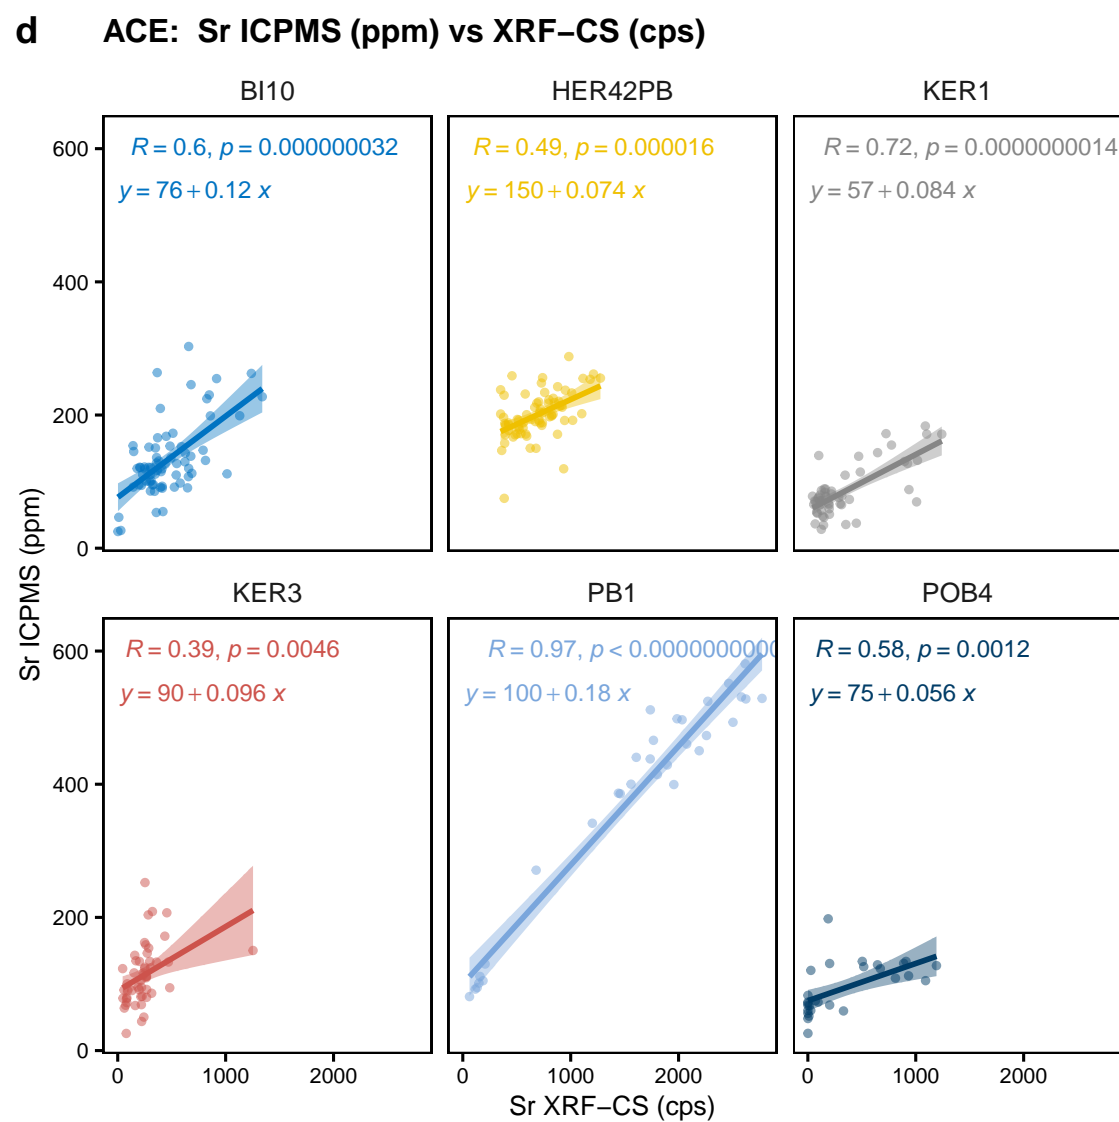 d ACE: Sr ICPMS (ppm) vs XRF−CS (cps)
BI10 HER42PB KER1
R = 0.6, p = 0.000000032 R = 0.49, p = 0.000016 R = 0.72, p = 0.0000000014
y = 76 + 0.12 x y = 150 + 0.074 x y = 57 + 0.084 x
600
400
200
0
Sr ICPMS (ppm)
KER3 PB1 POB4
R = 0.39, p = 0.0046 R = 0.97, p < 0.0000000000 R = 0.58, p = 0.0012
y = 90 + 0.096 x y = 100 + 0.18 x y = 75 + 0.056 x
600
400
200
0
0 1000 2000 0 1000 2000 0 1000 2000
Sr XRF−CS (cps)